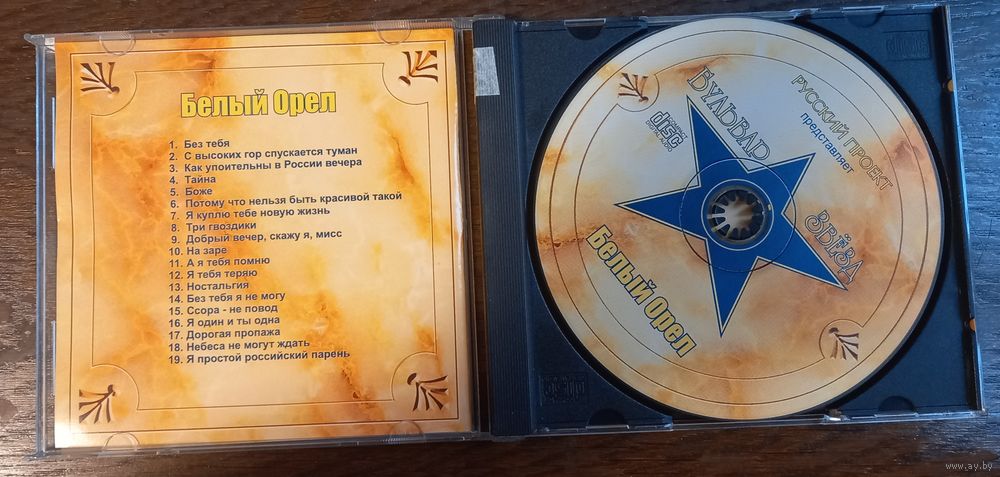 Белый Орел
1. Без тебя
2. С высоких гор спускается туман
3. Как упоительны в России вечера
4. Тайна
5. Боже
6. Потому что нельзя быть красивой такой
7. Я куплю тебе новую жизнь
8. Три гвоздики
9. Добрый вечер, скажу я, мисс
10. На заре
11. А я тебя помню
12. Я тебя теряю
13. Ностальгия
14. Без тебя я не могу
15. Ссора - не повод
16. Я один и ты одна
17. Дорогая пропажа
18. Небеса не могут ждать
19. Я простой российский парень
РУССКИЙ ПРОЕКТ
представляет
БУЛЬВАР
ЗВЁЗД
COMPACT
disc
DIGITAL AUDIO
Белый Орел
www.ay.by